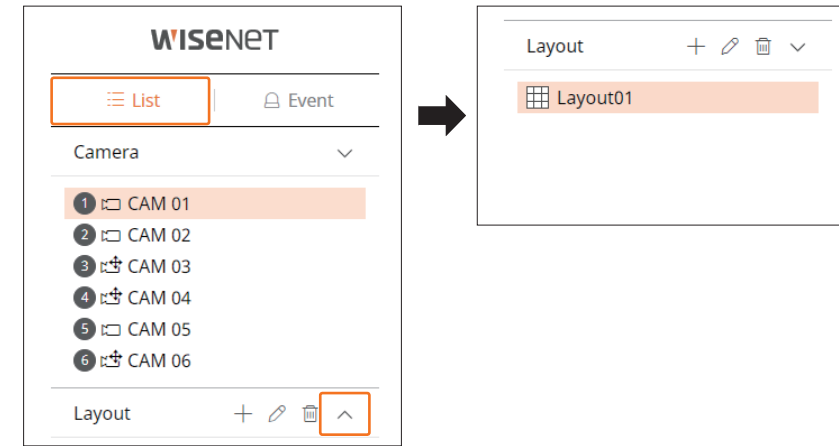 WISENET
List Event
Camera
1 CAM 01
2 CAM 02
3 CAM 03
4 CAM 04
5 CAM 05
6 CAM 06
Layout
Layout
Layout01